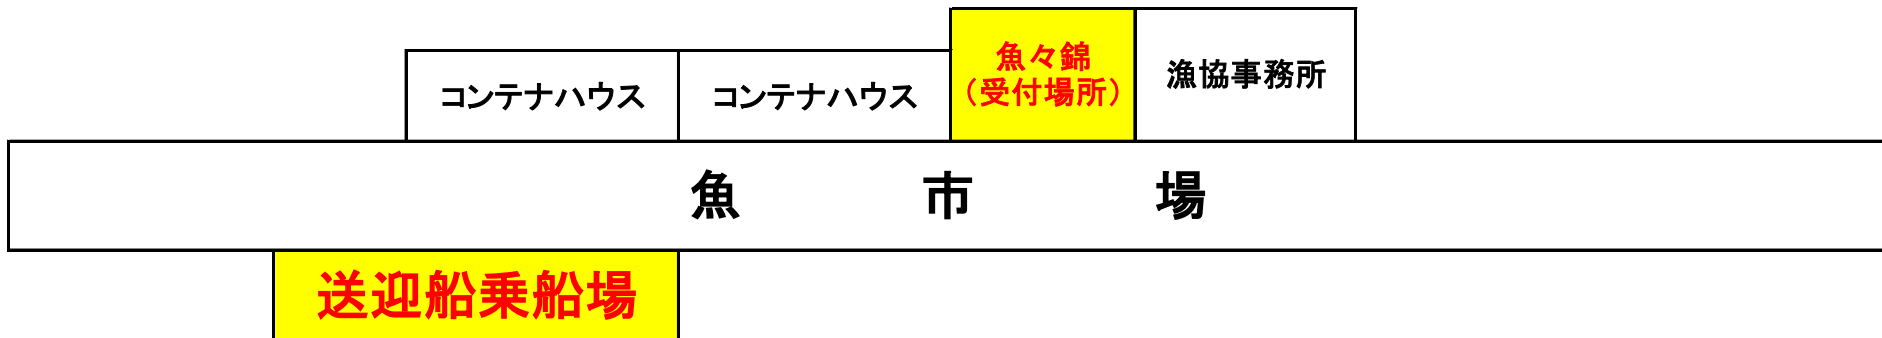 コンテナハウス
コンテナハウス
魚々錦
（受付場所）
漁協事務所
魚市場
送迎船乗船場